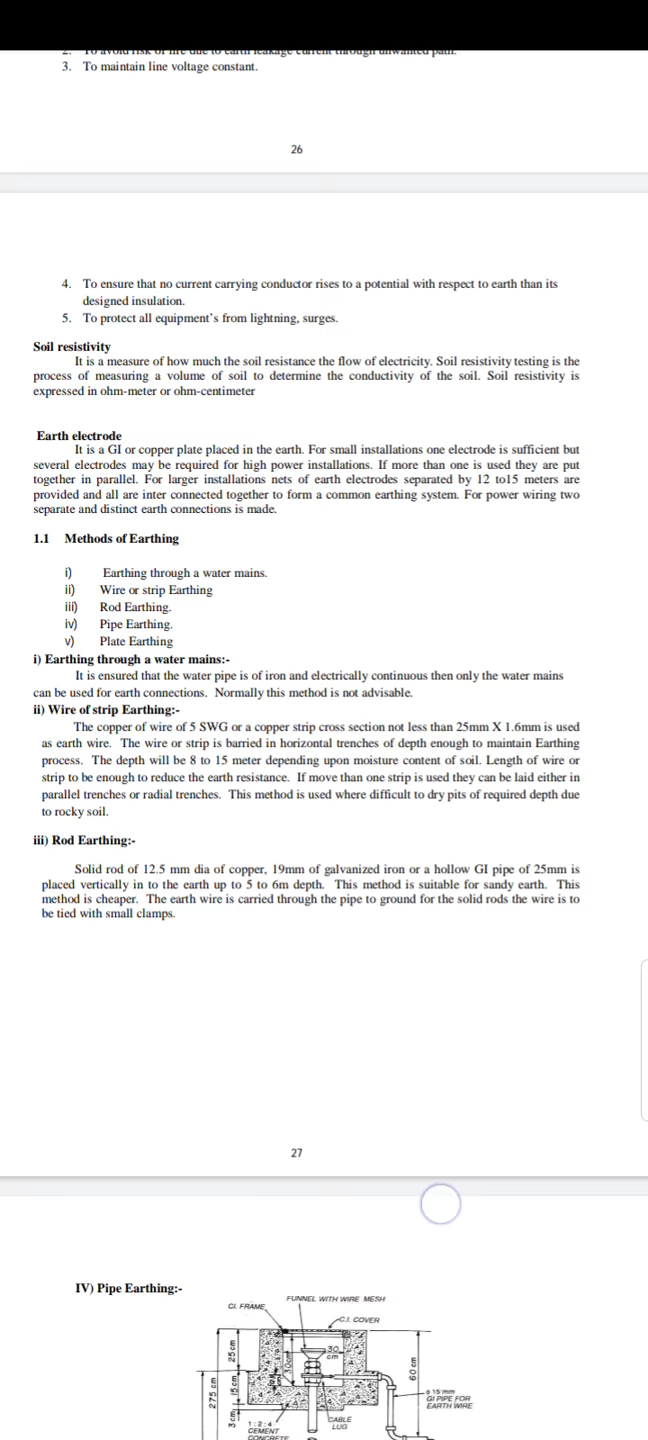 2. To avoid risk of fire due to earth leakage current through unwanted path.
3. To maintain line voltage constant.
26
4. To ensure that no current carrying conductor rises to a potential with respect to earth than its
designed insulation.
5. To protect all equipment's from lightning, surges.
Soil resistivity
It is a measure of how much the soil resistance the flow of electricity. Soil resistivity testing is the
process of measuring a volume of soil to determine the conductivity of the soil. Soil resistivity is
expressed in ohm-meter or ohm-centimeter
Earth electrode
It is a GI or copper plate placed in the earth. For small installations one electrode is sufficient but
several electrodes may be required for high power installations. If more than one is used they are put
together in parallel. For larger installations nets of earth electrodes separated by 12 to15 meters are
provided and all are inter connected together to form a common earthing system. For power wiring two
separate and distinct earth connections is made.
1.1 Methods of Earthing
i) Earthing through a water mains.
ii) Wire or strip Earthing
iii) Rod Earthing.
iv) Pipe Earthing.
v) Plate Earthing
i) Earthing through a water mains:-
It is ensured that the water pipe is of iron and electrically continuous then only the water mains
can be used for earth connections. Normally this method is not advisable.
ii) Wire of strip Earthing:-
The copper of wire of 5 SWG or a copper strip cross section not less than 25mm X 1.6mm is used
as earth wire. The wire or strip is barried in horizontal trenches of depth enough to maintain Earthing
process. The depth will be 8 to 15 meter depending upon moisture content of soil. Length of wire or
strip to be enough to reduce the earth resistance. If move than one strip is used they can be laid either in
parallel trenches or radial trenches. This method is used where difficult to dry pits of required depth due
to rocky soil.
iii) Rod Earthing:-
Solid rod of 12.5 mm dia of copper, 19mm of galvanized iron or a hollow GI pipe of 25mm is
placed vertically in to the earth up to 5 to 6m depth. This method is suitable for sandy earth. This
method is cheaper. The earth wire is carried through the pipe to ground for the solid rods the wire is to
be tied with small clamps.
27
IV) Pipe Earthing:-
FUNNEL WITH WIRE MESH
CI. FRAME
C.I. COVER
30
cm
30cm
25 cm
15 cm
3 cm
275 cm
60 cm
φ 15 mm
GI PIPE FOR
EARTH WIRE
CABLE
LUG
1:2:4
CEMENT
CONCRETE